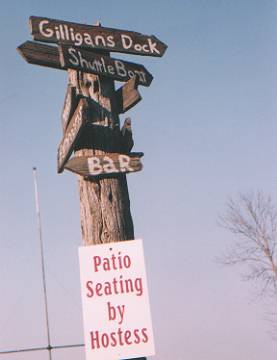 Gilligans Dock
Shuttle Boat
BAR
Patio
Seating
by
Hostess